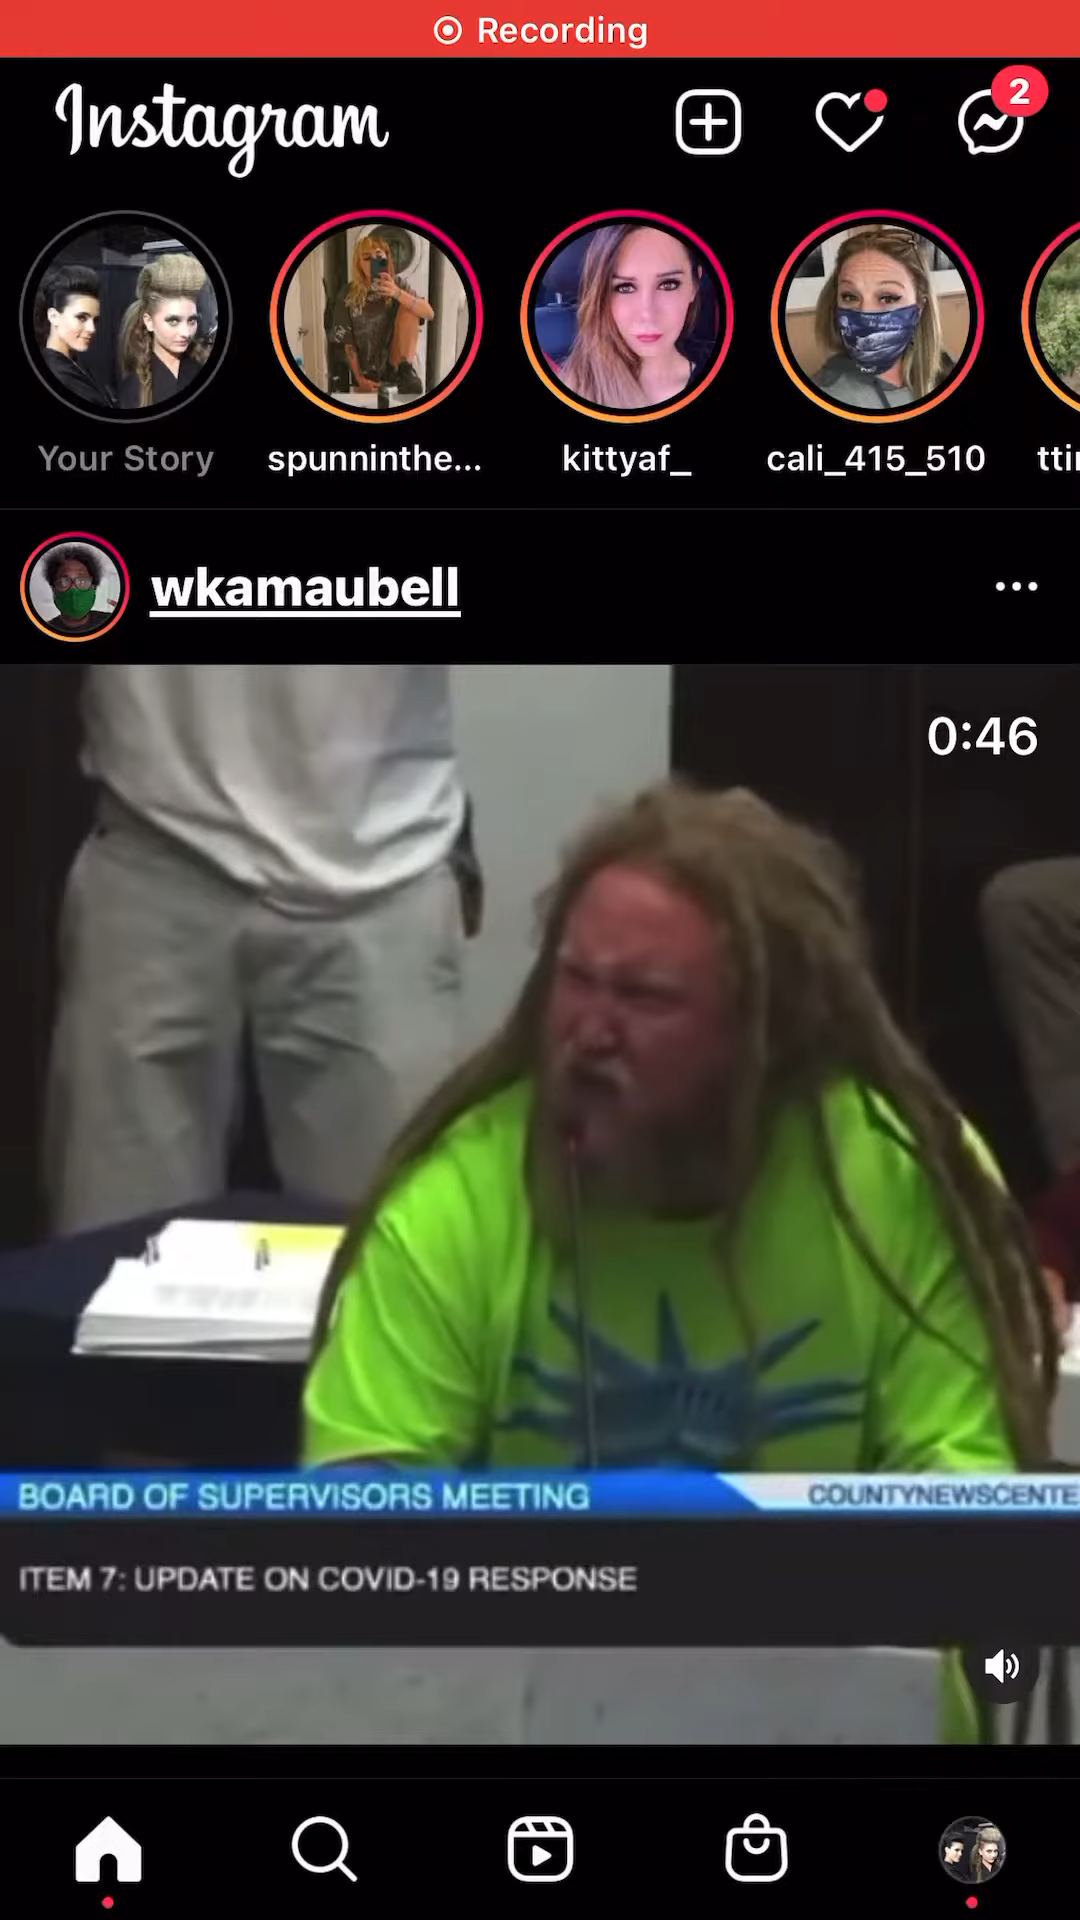 Recording
Instagram
2
Your Story
spunninthe...
kittyaf_
cali_415_510
wkamaubell
0:46
BOARD OF SUPERVISORS MEETING
COUNTYNEWSCENTE
ITEM 7: UPDATE ON COVID-19 RESPONSE